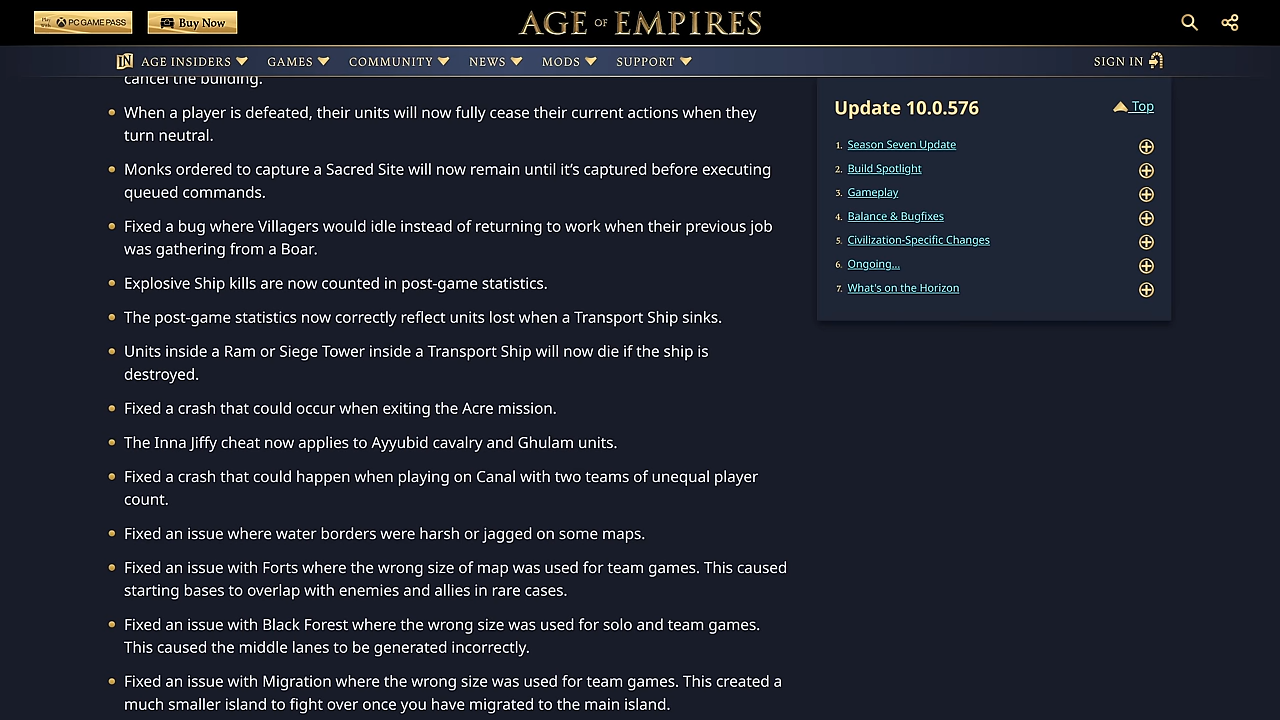 Play with PC GAME PASS
Buy Now
AGE OF EMPIRES
IN AGE INSIDERS GAMES COMMUNITY NEWS MODS SUPPORT SIGN IN
cancel the building.
When a player is defeated, their units will now fully cease their current actions when they
turn neutral.
Monks ordered to capture a Sacred Site will now remain until it’s captured before executing
queued commands.
Fixed a bug where Villagers would idle instead of returning to work when their previous job
was gathering from a Boar.
Explosive Ship kills are now counted in post-game statistics.
The post-game statistics now correctly reflect units lost when a Transport Ship sinks.
Units inside a Ram or Siege Tower inside a Transport Ship will now die if the ship is
destroyed.
Fixed a crash that could occur when exiting the Acre mission.
The Inna Jiffy cheat now applies to Ayyubid cavalry and Ghulam units.
Fixed a crash that could happen when playing on Canal with two teams of unequal player
count.
Fixed an issue where water borders were harsh or jagged on some maps.
Fixed an issue with Forts where the wrong size of map was used for team games. This caused
starting bases to overlap with enemies and allies in rare cases.
Fixed an issue with Black Forest where the wrong size was used for solo and team games.
This caused the middle lanes to be generated incorrectly.
Fixed an issue with Migration where the wrong size was used for team games. This created a
much smaller island to fight over once you have migrated to the main island.
Update 10.0.576
Top
1. Season Seven Update
2. Build Spotlight
3. Gameplay
4. Balance & Bugfixes
5. Civilization-Specific Changes
6. Ongoing...
7. What's on the Horizon